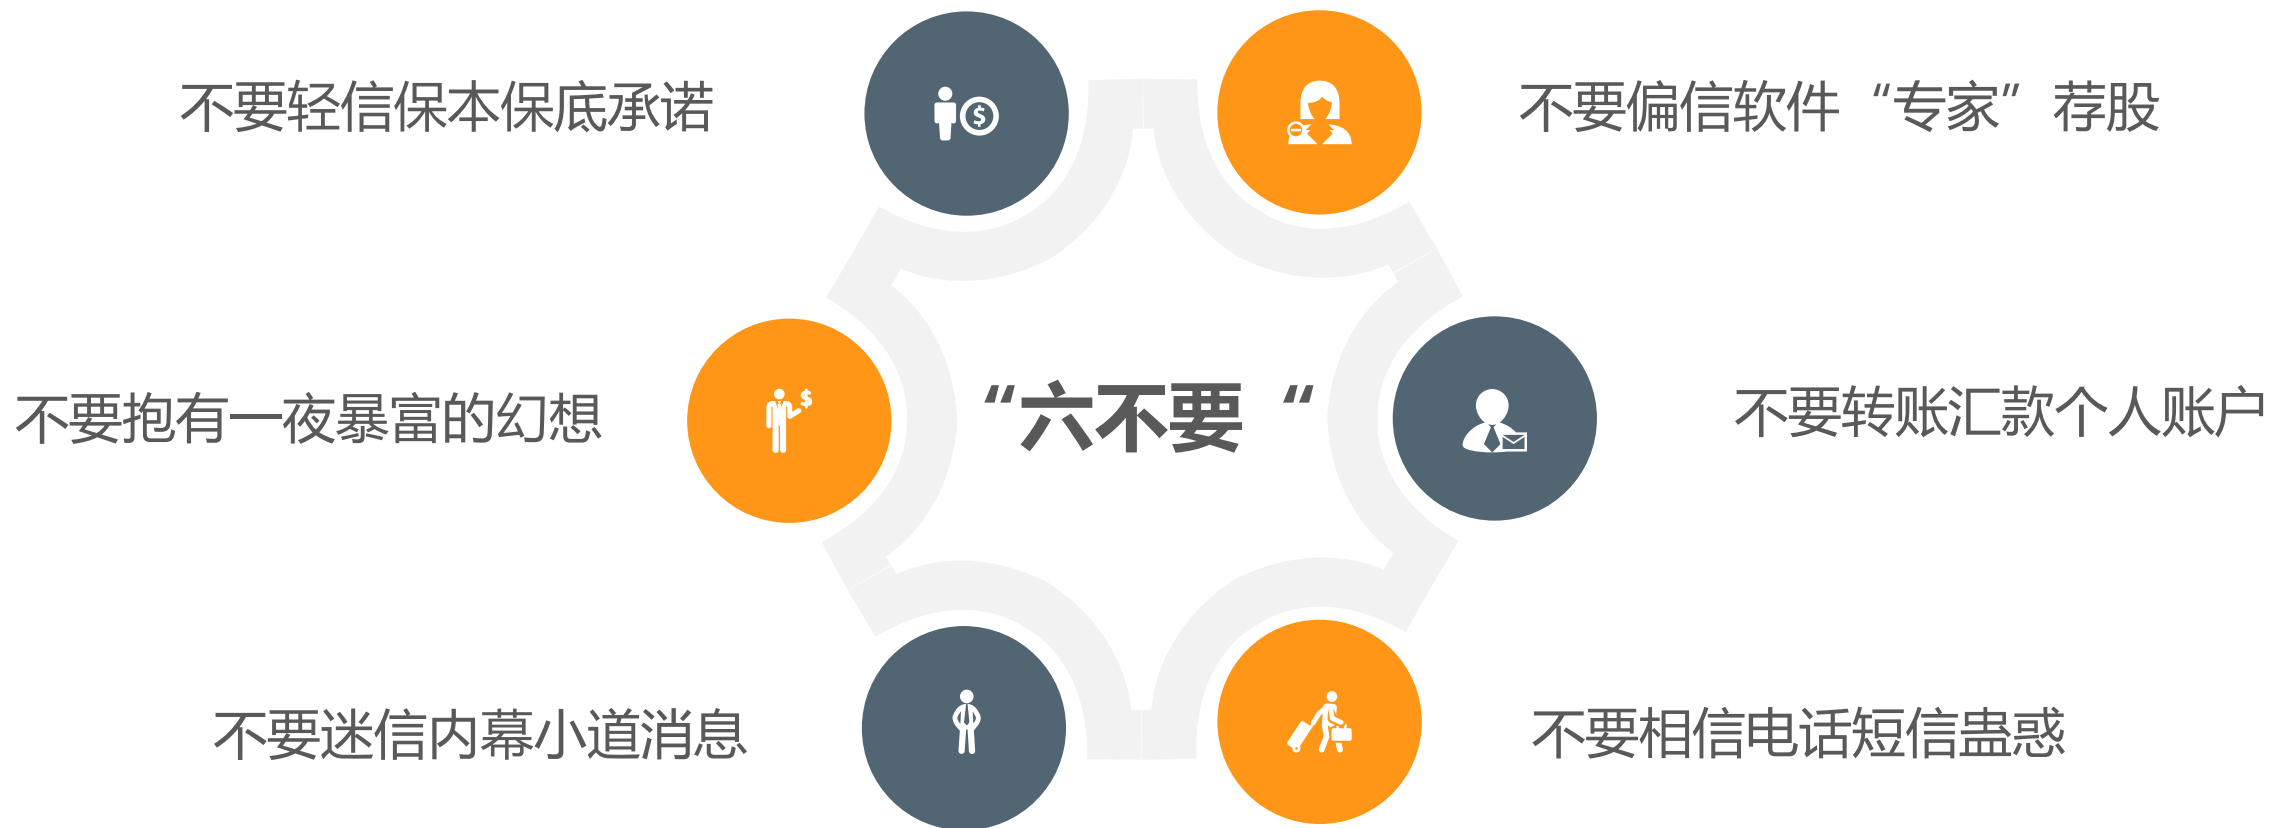 不要轻信保本保底承诺
不要偏信软件“专家”荐股
不要抱有一夜暴富的幻想
“六不要“
不要转账汇款个人账户
不要迷信内幕小道消息
不要相信电话短信蛊惑